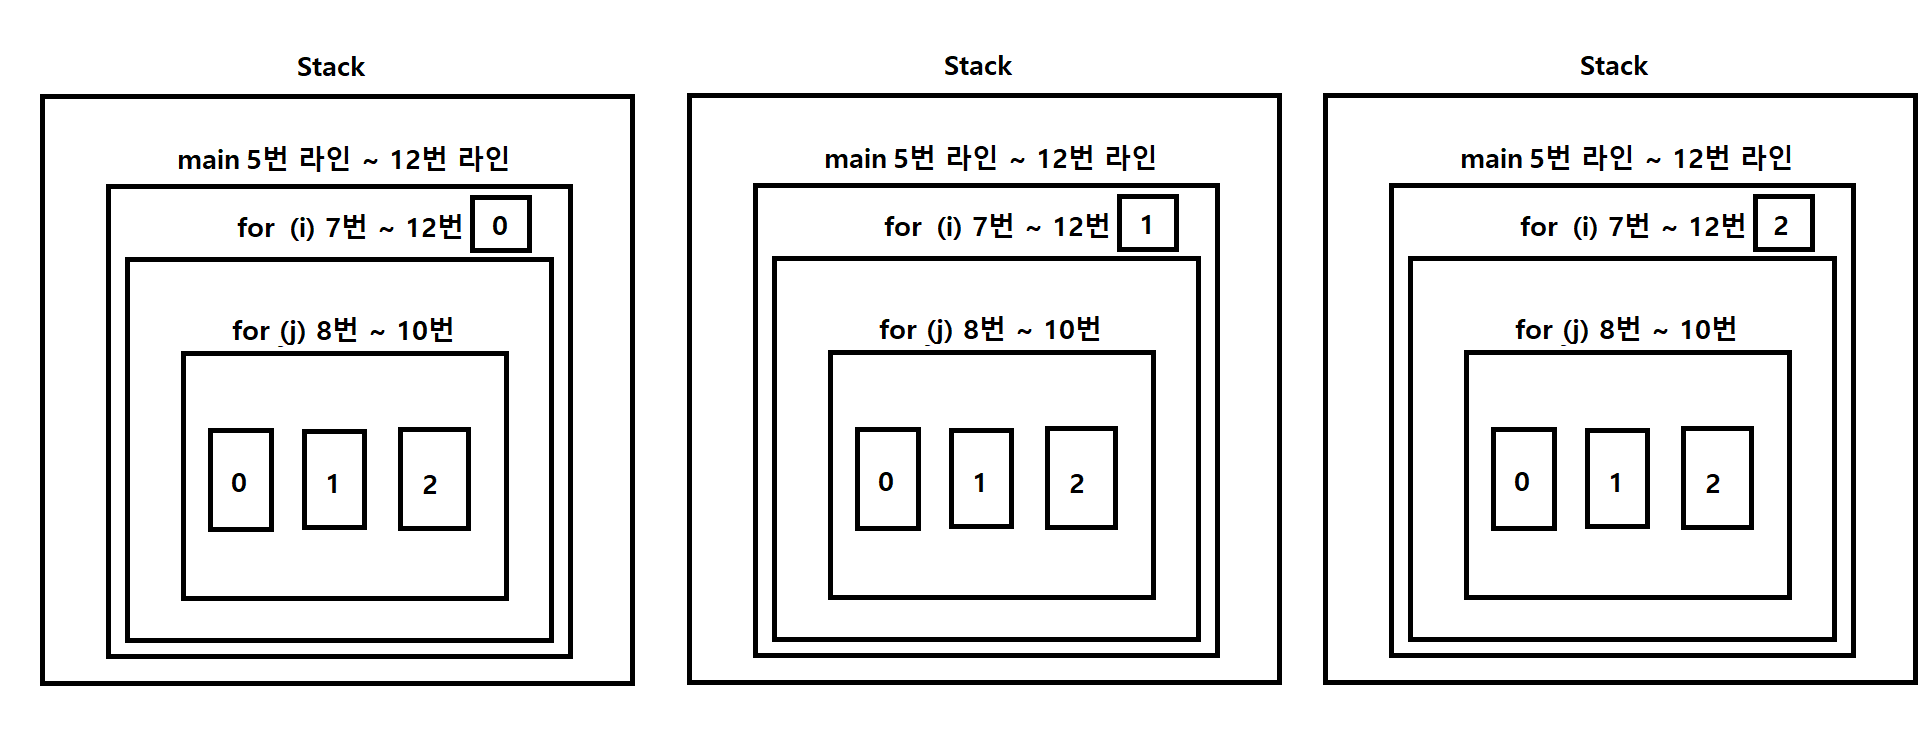 Stack
main 5번 라인 ~ 12번 라인
for (i) 7번 ~ 12번 0
for (j) 8번 ~ 10번
0 1 2
Stack
main 5번 라인 ~ 12번 라인
for (i) 7번 ~ 12번 1
for (j) 8번 ~ 10번
0 1 2
Stack
main 5번 라인 ~ 12번 라인
for (i) 7번 ~ 12번 2
for (j) 8번 ~ 10번
0 1 2